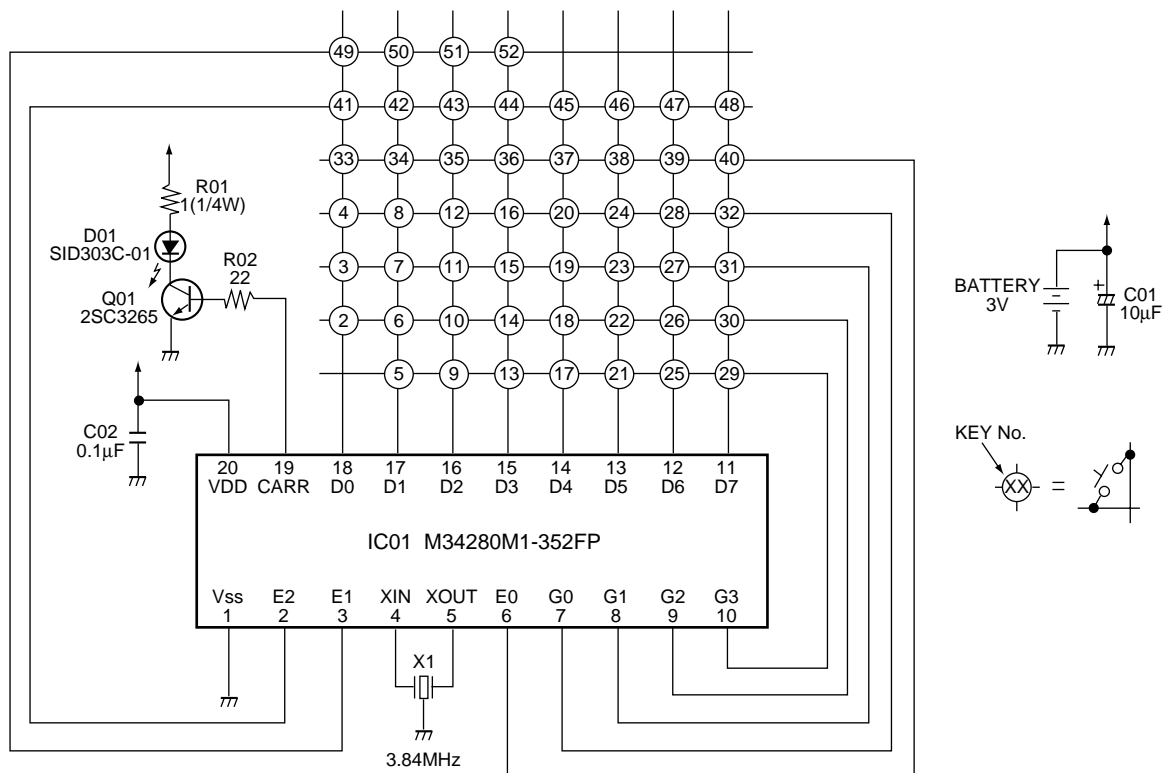 49 50 51 52
41 42 43 44 45 46 47 48
33 34 35 36 37 38 39 40
R01
1(1/4W)
4 8 12 16 20 24 28 32
D01
SID303C-01
R02
22
3 7 11 15 19 23 27 31
Q01
2SC3265
2 6 10 14 18 22 26 30
5 9 13 17 21 25 29
BATTERY
3V
+
C01
10µF
C02
0.1µF
KEY No.
XX =
20 19 18 17 16 15 14 13 12 11
VDD CARR D0 D1 D2 D3 D4 D5 D6 D7
IC01 M34280M1-352FP
Vss E2 E1 XIN XOUT E0 G0 G1 G2 G3
1 2 3 4 5 6 7 8 9 10
X1
3.84MHz